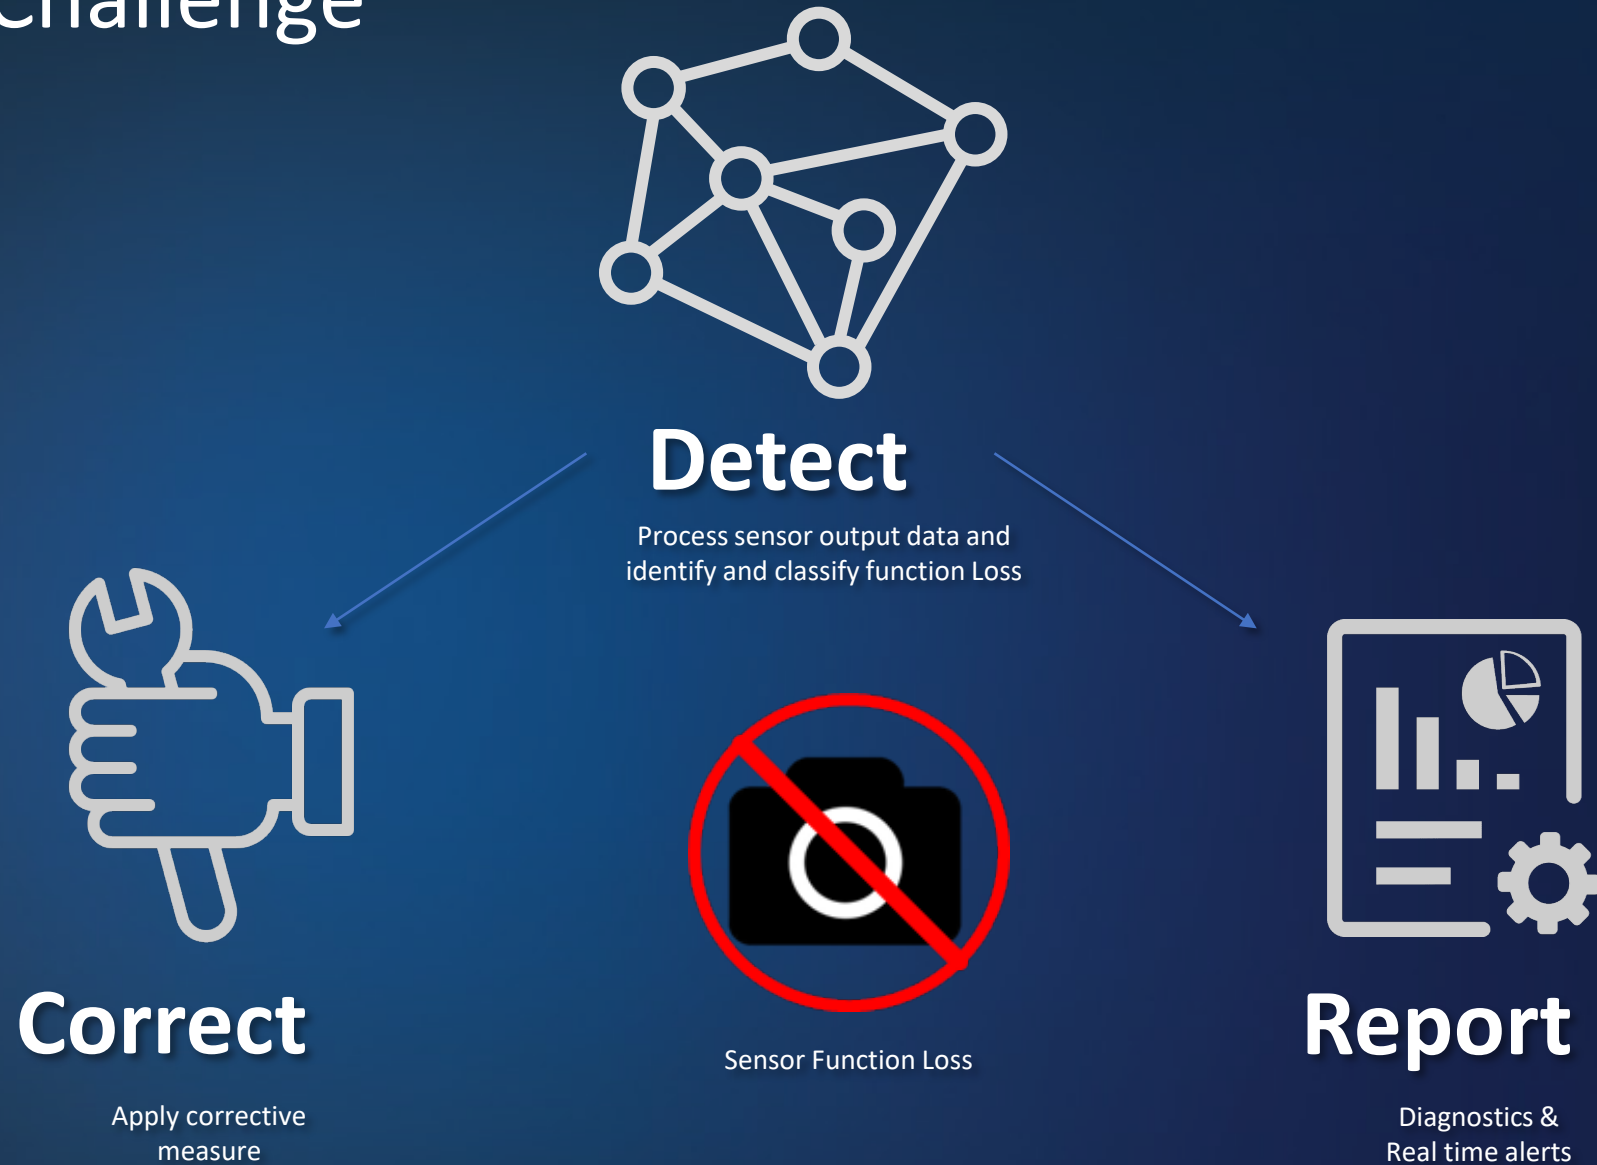 Challenge
Detect
Process sensor output data and
identify and classify function Loss
Correct
Apply corrective
measure
Sensor Function Loss
Report
Diagnostics &
Real time alerts